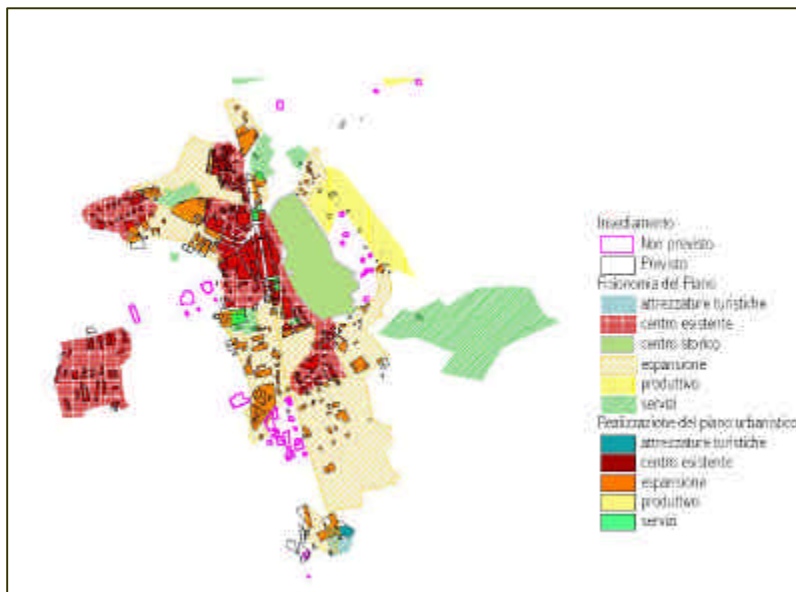 Insediamento
Non previsto
Previsto
Fisionomia del Piano
attrezzature turistiche
centro esistente
centro storico
espansione
produttivo
servizi
Realizzazione del piano urbanistico
attrezzature turistiche
centro esistente
espansione
produttivo
servizi